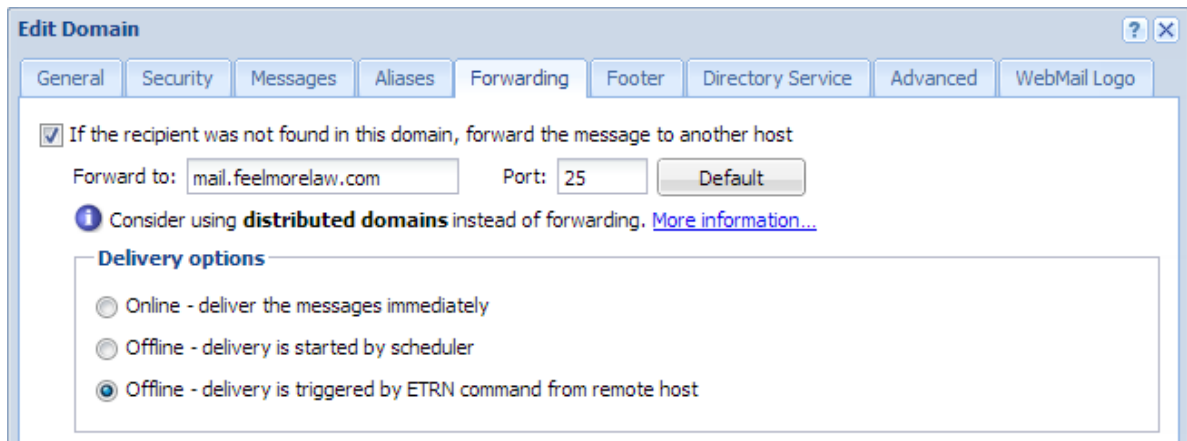 Edit Domain
General Security Messages Aliases Forwarding Footer Directory Service Advanced WebMail Logo
If the recipient was not found in this domain, forward the message to another host
Forward to: mail.feelmorelaw.com Port: 25 Default
Consider using distributed domains instead of forwarding. More information...
Delivery options
Online - deliver the messages immediately
Offline - delivery is started by scheduler
Offline - delivery is triggered by ETRN command from remote host